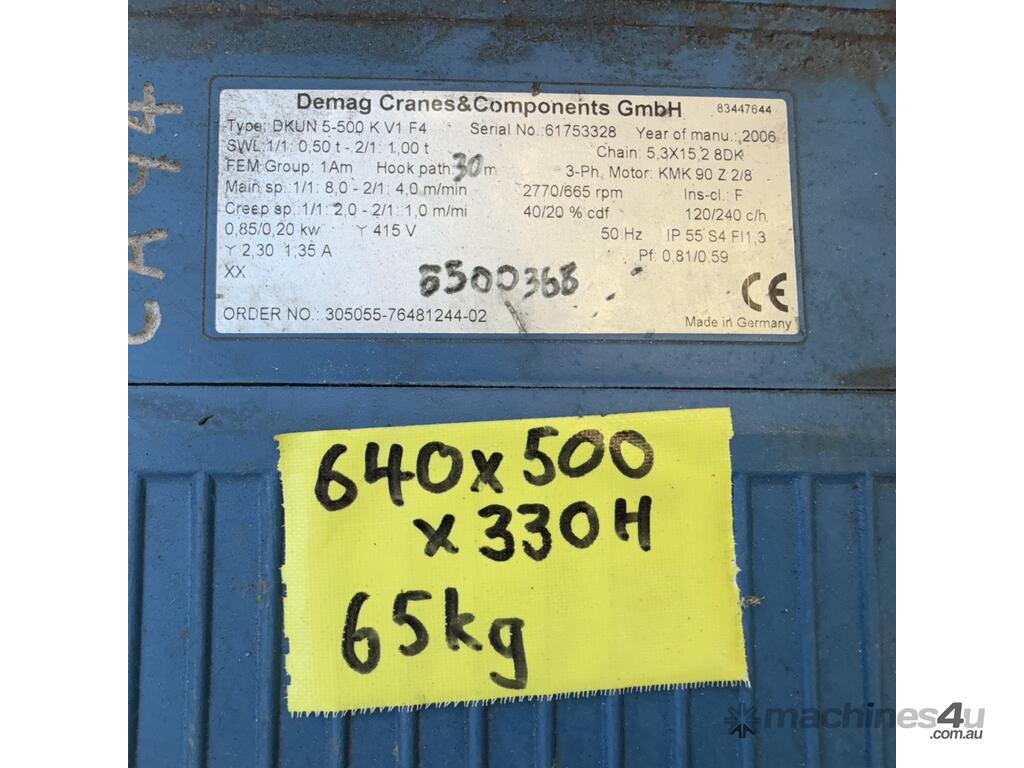 CA 44
Demag Cranes&Components GmbH 83447644
Type: DKUN 5-500 K V1 F4 Serial No.:61753328 Year of manu.:2006
SWL:1/1: 0,50 t - 2/1: 1,00 t Chain: 5,3X15,2 8DK
FEM Group: 1Am Hook path: 30 m 3-Ph, Motor: KMK 90 Z 2/8
Main sp.:1/1: 8,0 - 2/1: 4,0 m/min 2770/665 rpm Ins-cl.: F
Creep sp.:1/1: 2,0 - 2/1: 1,0 m/mi 40/20 % cdf 120/240 c/h
0,85/0,20 kw Y 415 V 50 Hz IP 55 S4 FI1,3
Y 2,30 1,35 A Pf: 0,81/0,59
XX
CE
ORDER NO.: 305055-76481244-02 Made in Germany
640 x 500
x 330H
65kg
machines4u
.com.au